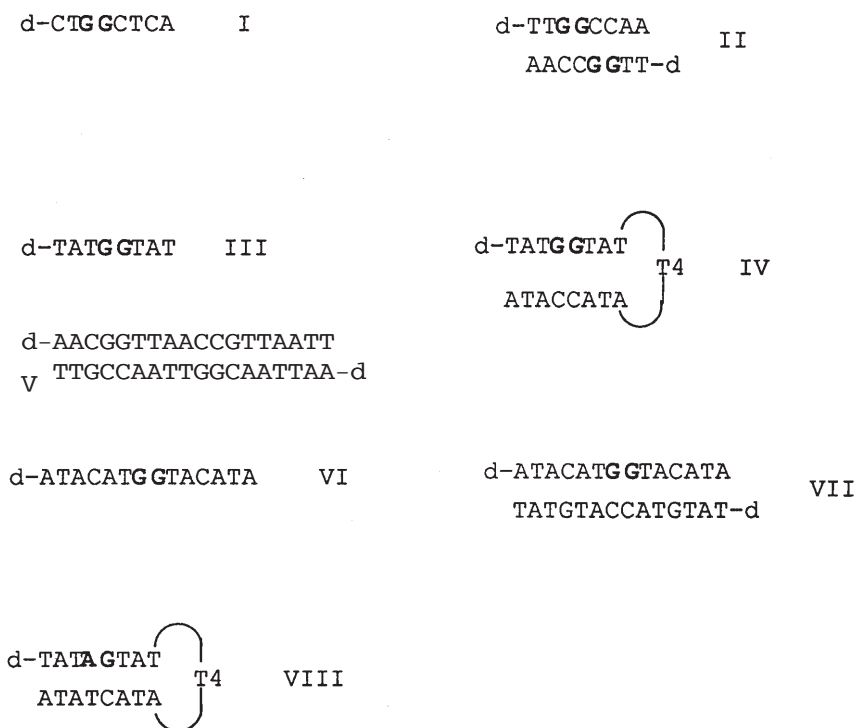 d-CTGGCTCA I
d-TTGGCCAA II
AACCGGTT-d
d-TATGGTAT III
d-TATGGTAT T4 IV
ATACCATA
d-AACGGTTAACCGTTAATT
V TTGCCAATTGGCAATTAA-d
d-ATACATGGTACATA VI
d-ATACATGGTACATA VII
TATGTACCATGTAT-d
d-TATAGTAT T4 VIII
ATATCATA